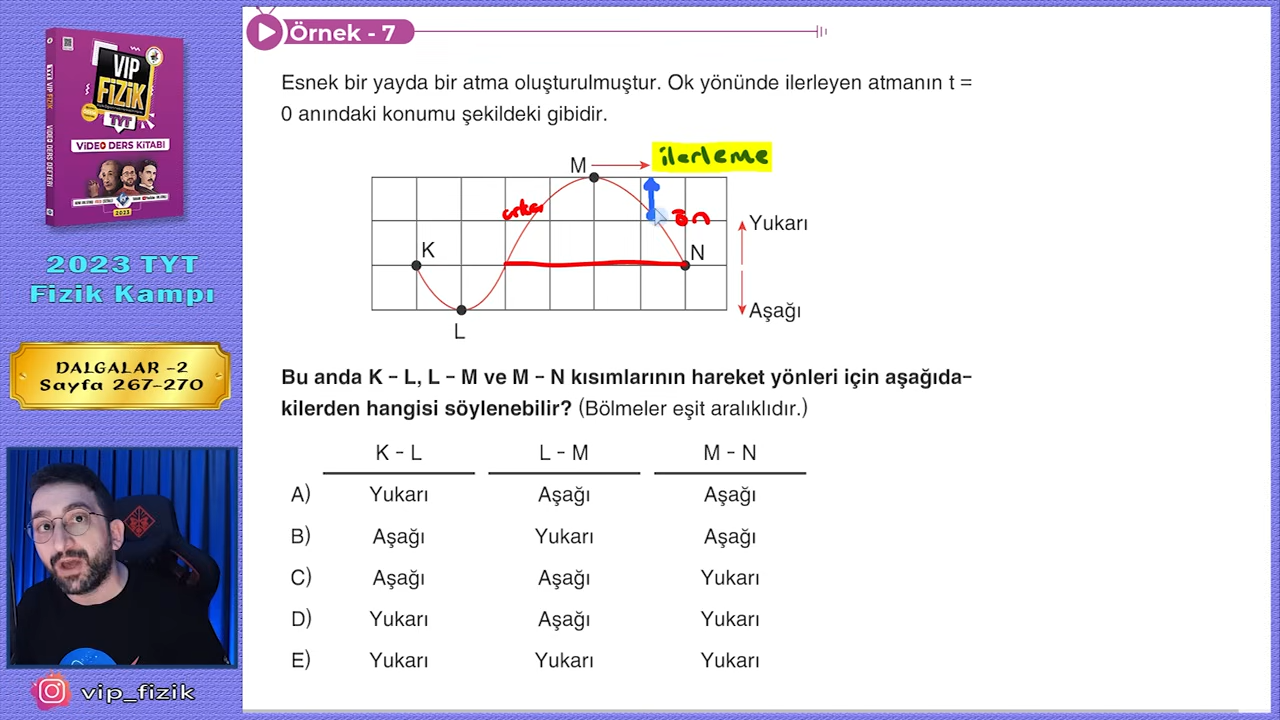 Örnek - 7
Esnek bir yayda bir atma oluşturulmuştur. Ok yönünde ilerleyen atmanın t =
0 anındaki konumu şekildeki gibidir.
M
ilerleme
arka
ön
K
N
Yukarı
Aşağı
L
Bu anda K – L, L – M ve M – N kısımlarının hareket yönleri için aşağıda-
kilerden hangisi söylenebilir? (Bölmeler eşit aralıklıdır.)
K – L L – M M – N
A) Yukarı Aşağı Aşağı
B) Aşağı Yukarı Aşağı
C) Aşağı Aşağı Yukarı
D) Yukarı Aşağı Yukarı
E) Yukarı Yukarı Yukarı
VIP
FİZİK
TYT
VİDEO DERS KİTABI
2023
2023 TYT
Fizik Kampı
DALGALAR -2
Sayfa 267-270
vip_fizik